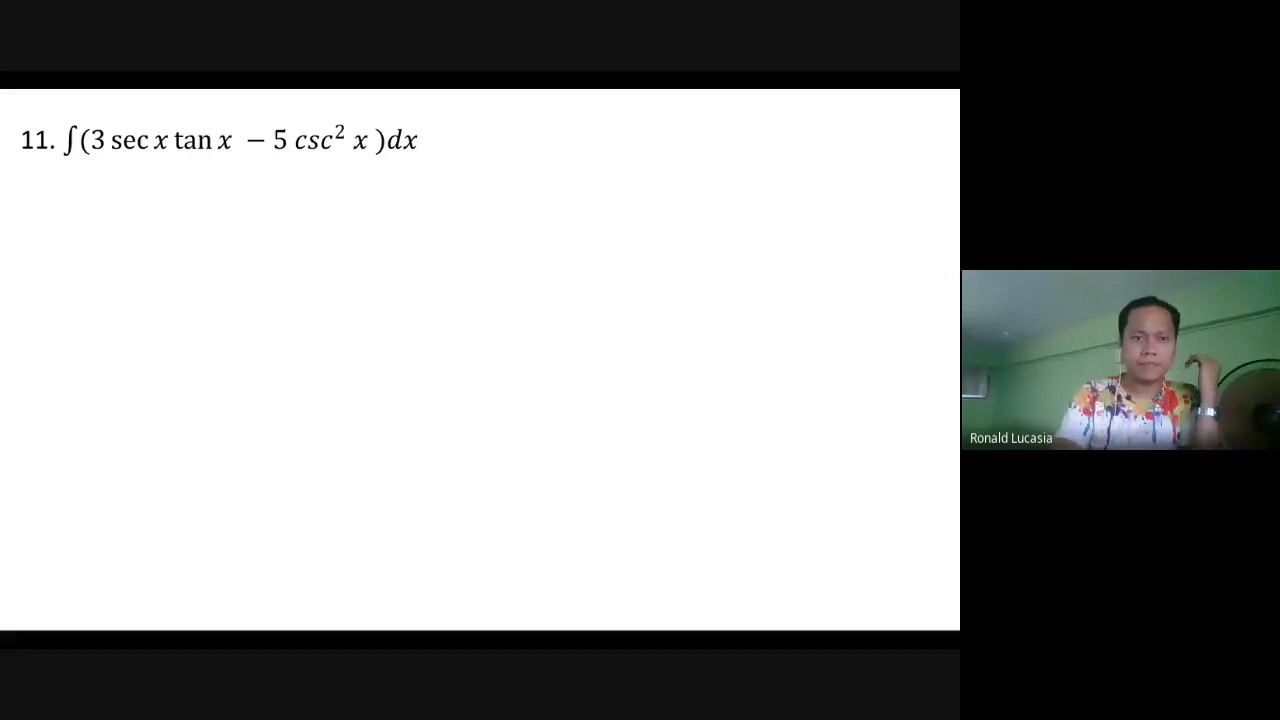 11. ∫(3 sec x tan x − 5 csc² x )dx
Ronald Lucasia